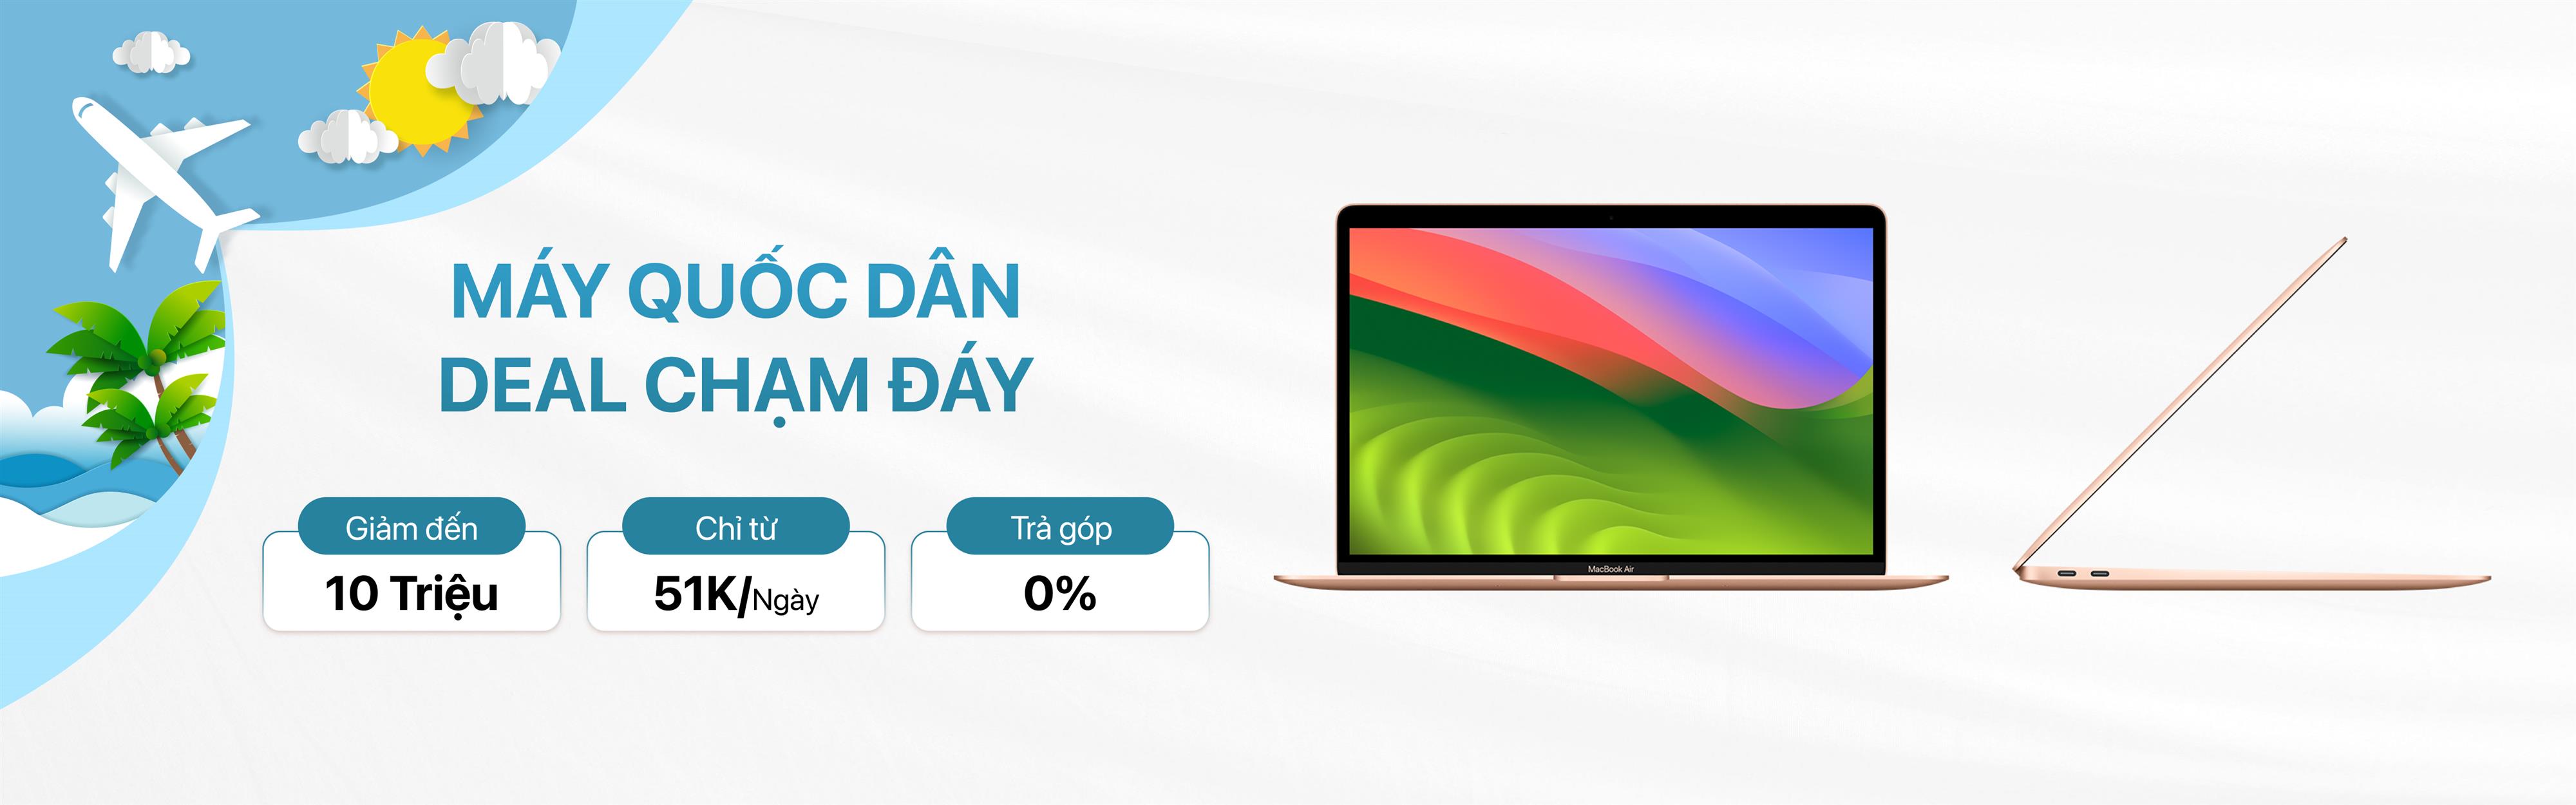 MÁY QUỐC DÂN
DEAL CHẠM ĐÁY
Giảm đến
10 Triệu
Chỉ từ
51K/Ngày
Trả góp
0%
MacBook Air